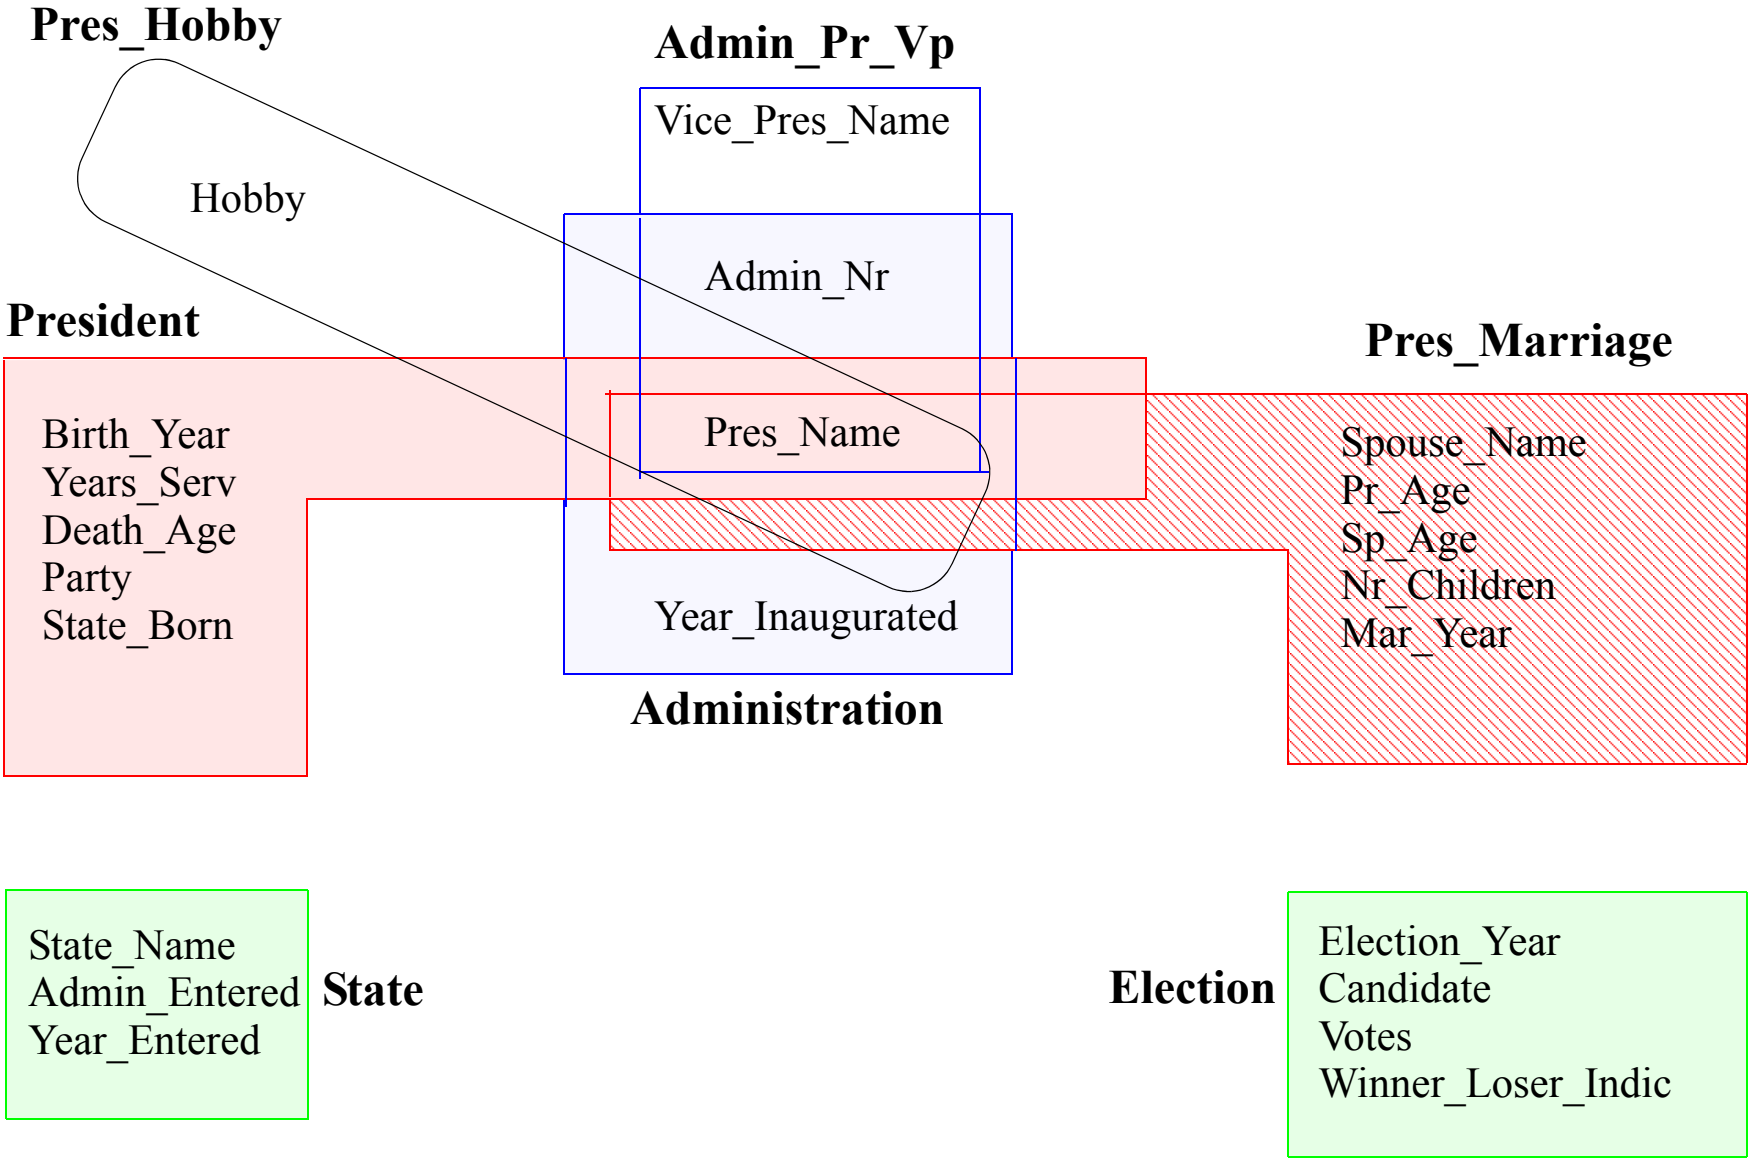 Pres_Hobby
Admin_Pr_Vp
Vice_Pres_Name
Hobby
Admin_Nr
President
Pres_Marriage
Pres_Name
Birth_Year
Years_Serv
Death_Age
Party
State_Born
Spouse_Name
Pr_Age
Sp_Age
Nr_Children
Mar_Year
Year_Inaugurated
Administration
State_Name
Admin_Entered
Year_Entered
State
Election
Election_Year
Candidate
Votes
Winner_Loser_Indic